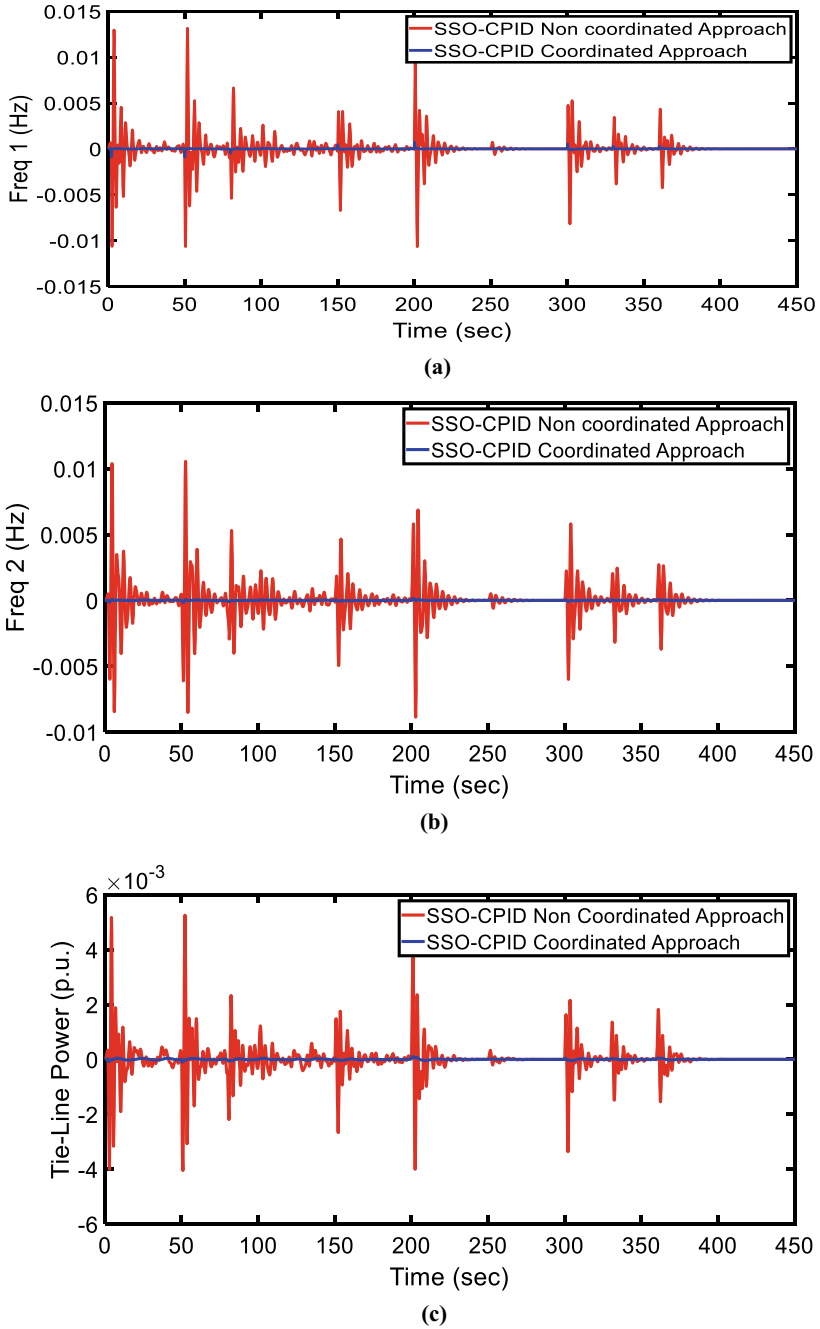 0.015
0.01
0.005
0
-0.005
-0.01
-0.015
Freq 1 (Hz)
SSO-CPID Non coordinated Approach
SSO-CPID Coordinated Approach
0 50 100 150 200 250 300 350 400 450
Time (sec)
(a)
0.015
0.01
0.005
0
-0.005
-0.01
Freq 2 (Hz)
SSO-CPID Non coordinated Approach
SSO-CPID Coordinated Approach
0 50 100 150 200 250 300 350 400 450
Time (sec)
(b)
×10⁻³
6
4
2
0
-2
-4
-6
Tie-Line Power (p.u.)
SSO-CPID Non Coordinated Approach
SSO-CPID Coordinated Approach
0 50 100 150 200 250 300 350 400 450
Time (sec)
(c)